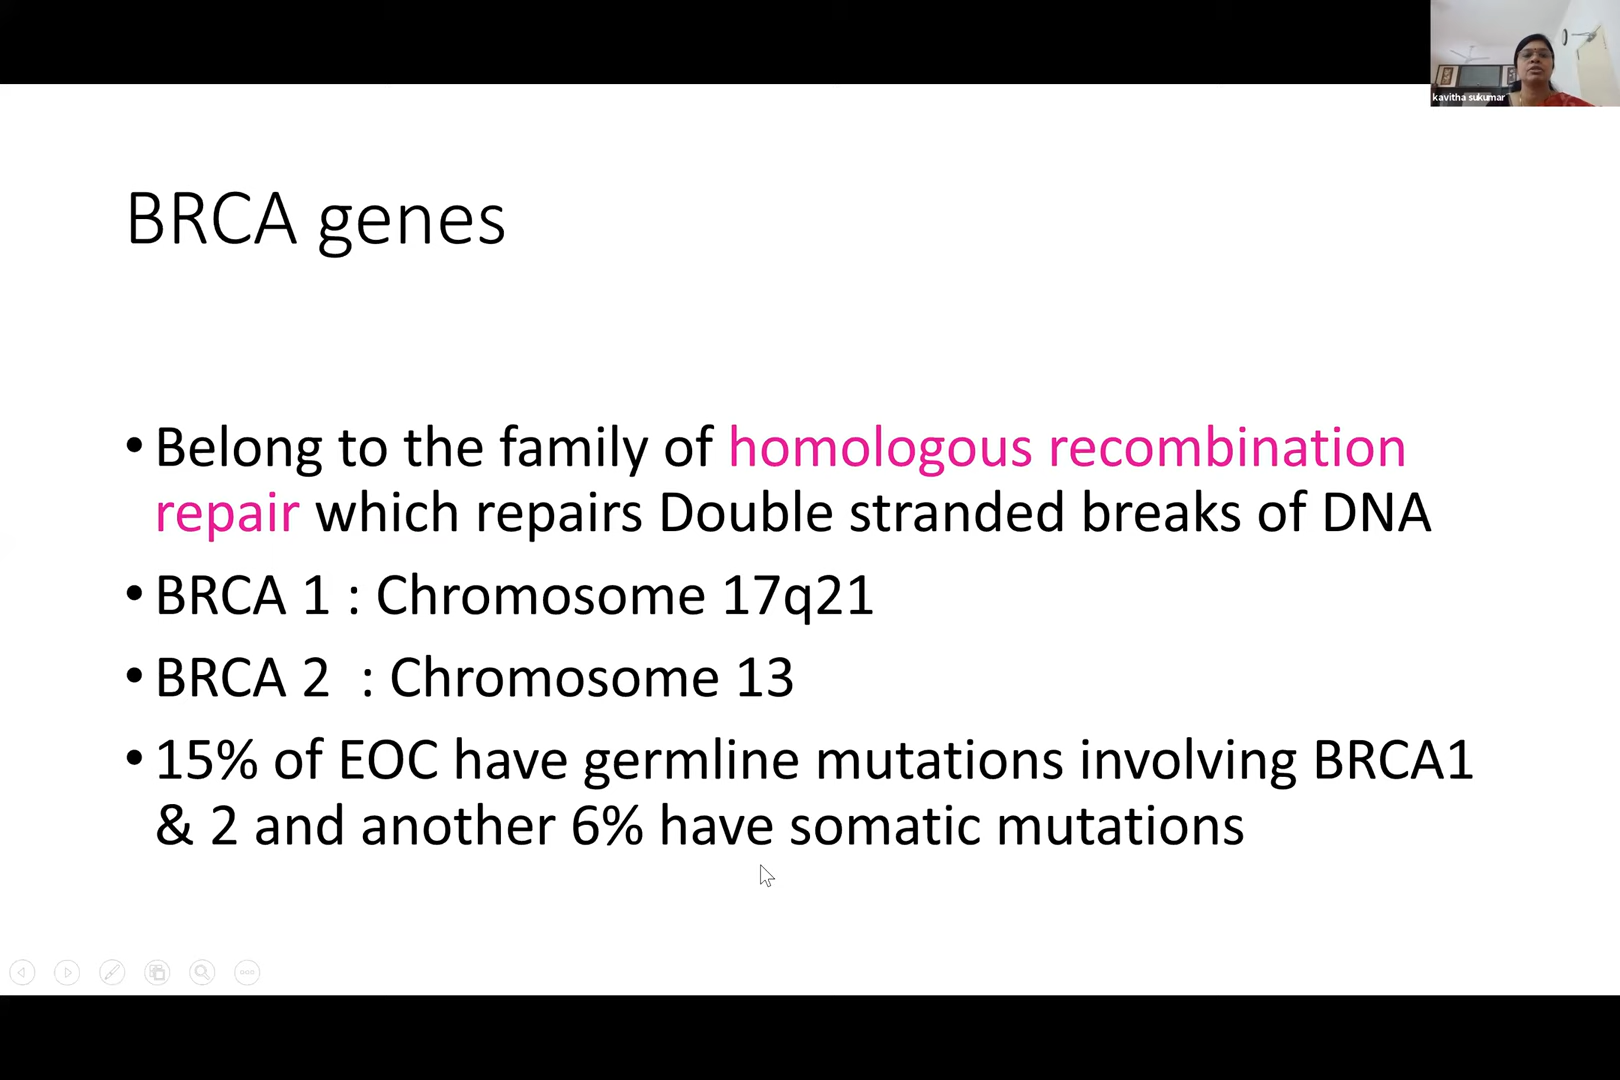 kavitha sukumar
BRCA genes
• Belong to the family of homologous recombination
repair which repairs Double stranded breaks of DNA
• BRCA 1 : Chromosome 17q21
• BRCA 2  : Chromosome 13
• 15% of EOC have germline mutations involving BRCA1
& 2 and another 6% have somatic mutations